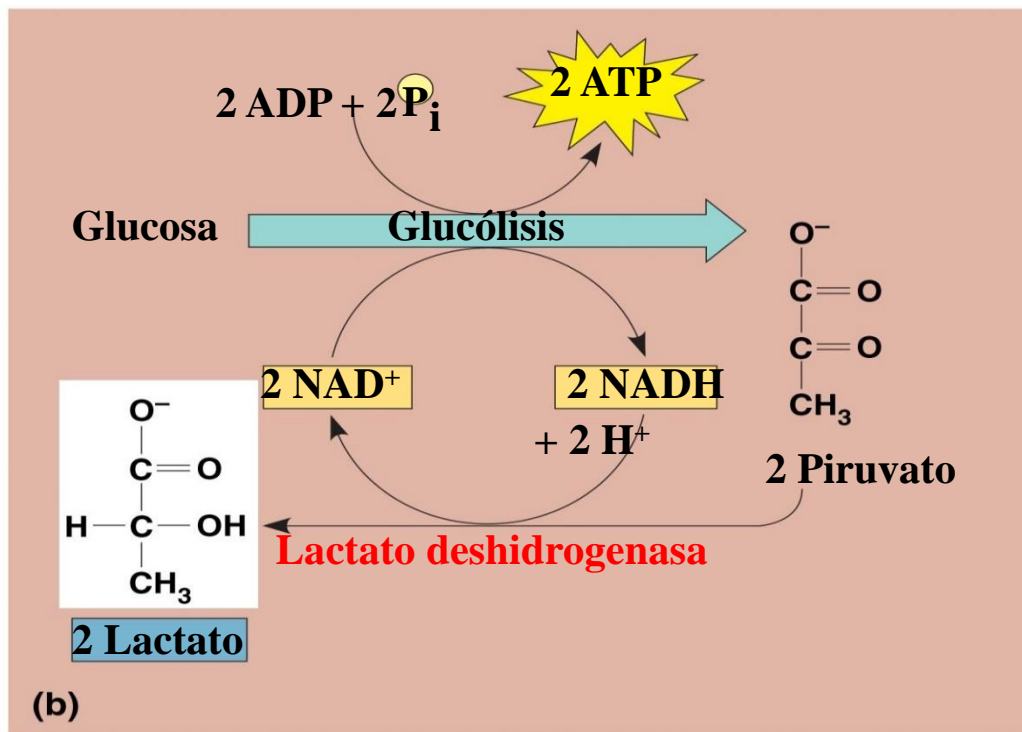 2 ADP + 2Pi
2 ATP
Glucosa
Glucólisis
O–
C=O
C=O
CH3
2 Piruvato
2 NAD+
2 NADH
+ 2 H+
Lactato deshidrogenasa
O–
C=O
H–C–OH
CH3
2 Lactato
(b)